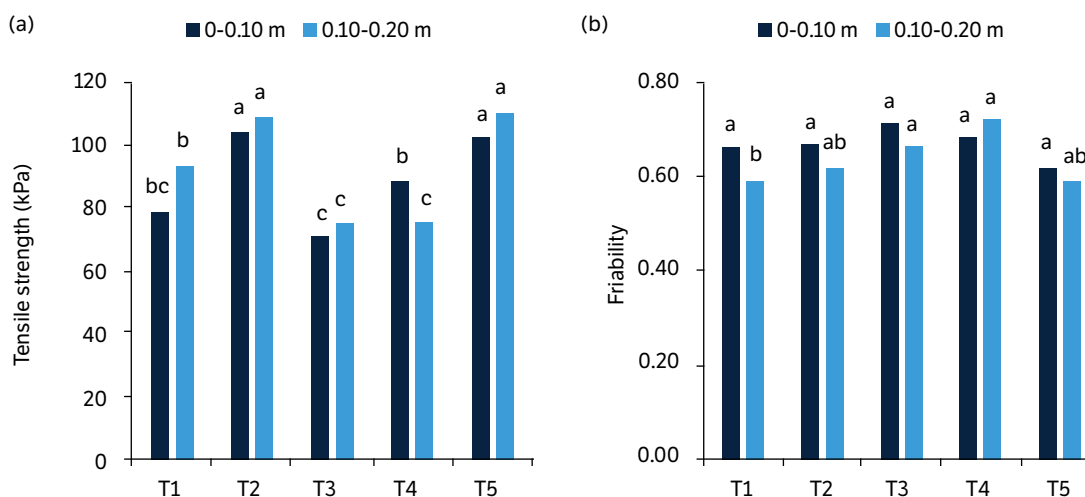 (a)
0-0.10 m 0.10-0.20 m
Tensile strength (kPa)
120
100
80
60
40
20
0
bc b a a c c b c a a
T1 T2 T3 T4 T5
(b)
0-0.10 m 0.10-0.20 m
Friability
0.80
0.60
0.40
0.20
0.00
a b a ab a a a a a ab
T1 T2 T3 T4 T5